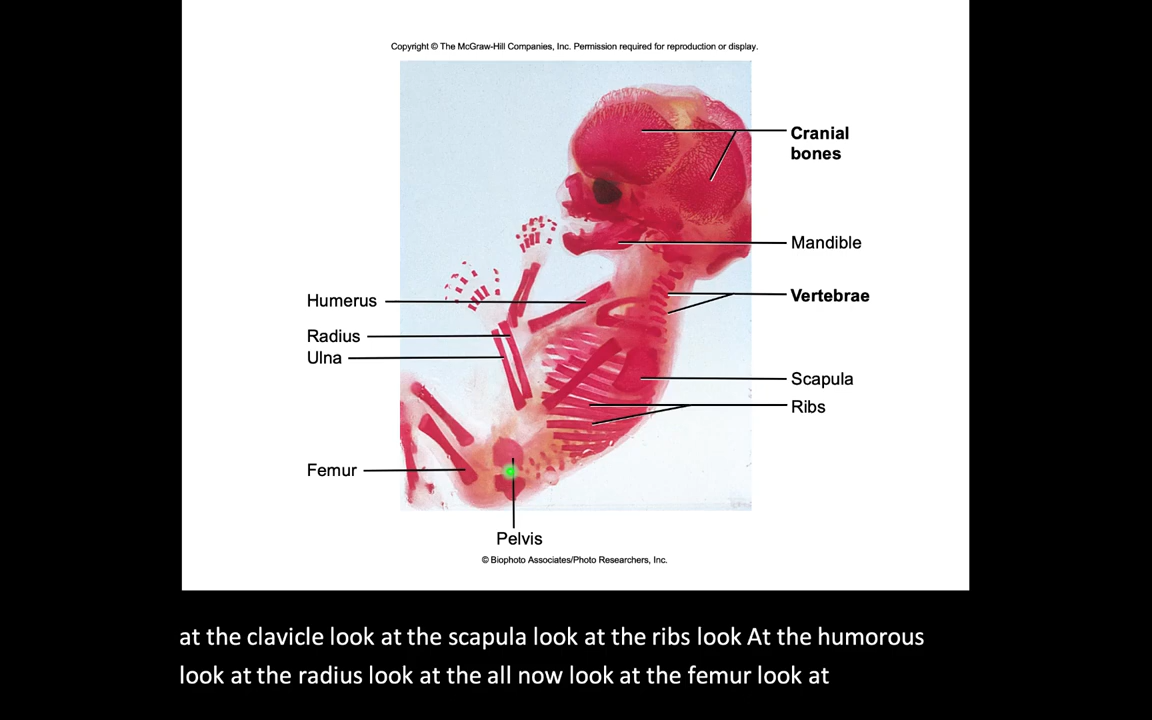 Copyright © The McGraw-Hill Companies, Inc. Permission required for reproduction or display.
Cranial
bones
Mandible
Humerus
Vertebrae
Radius
Ulna
Scapula
Ribs
Femur
Pelvis
© Biophoto Associates/Photo Researchers, Inc.
at the clavicle look at the scapula look at the ribs look At the humorous
look at the radius look at the all now look at the femur look at